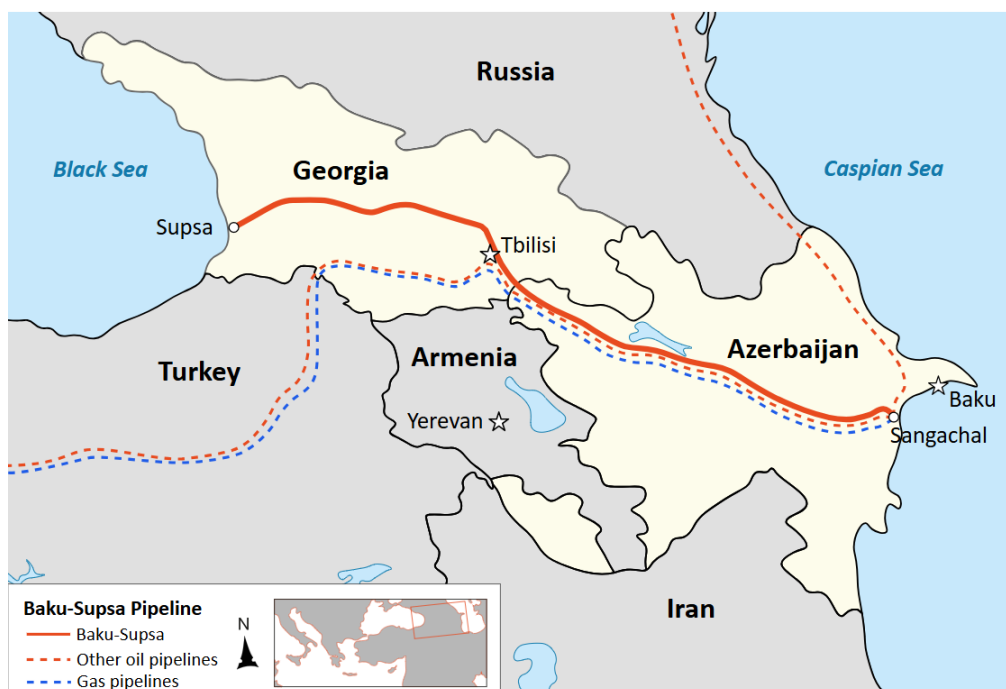 Russia
Black Sea
Georgia
Caspian Sea
Supsa
Tbilisi
Turkey
Armenia
Azerbaijan
Yerevan
Baku
Sangachal
Iran
Baku-Supsa Pipeline
Baku-Supsa
Other oil pipelines
Gas pipelines
N